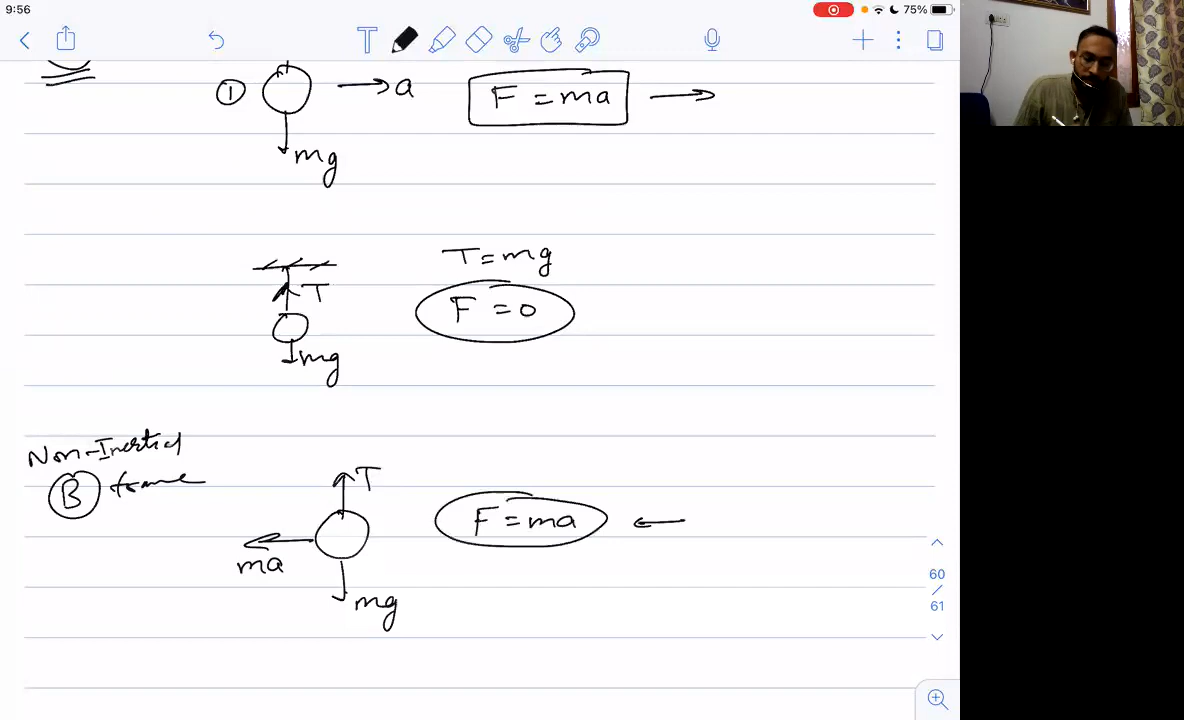 9:56
75%
T
① → a F = ma →
mg
T = mg
T
F = 0
mg
Non-Inertial
B frame
T
F = ma ←
ma
mg
60
/
61